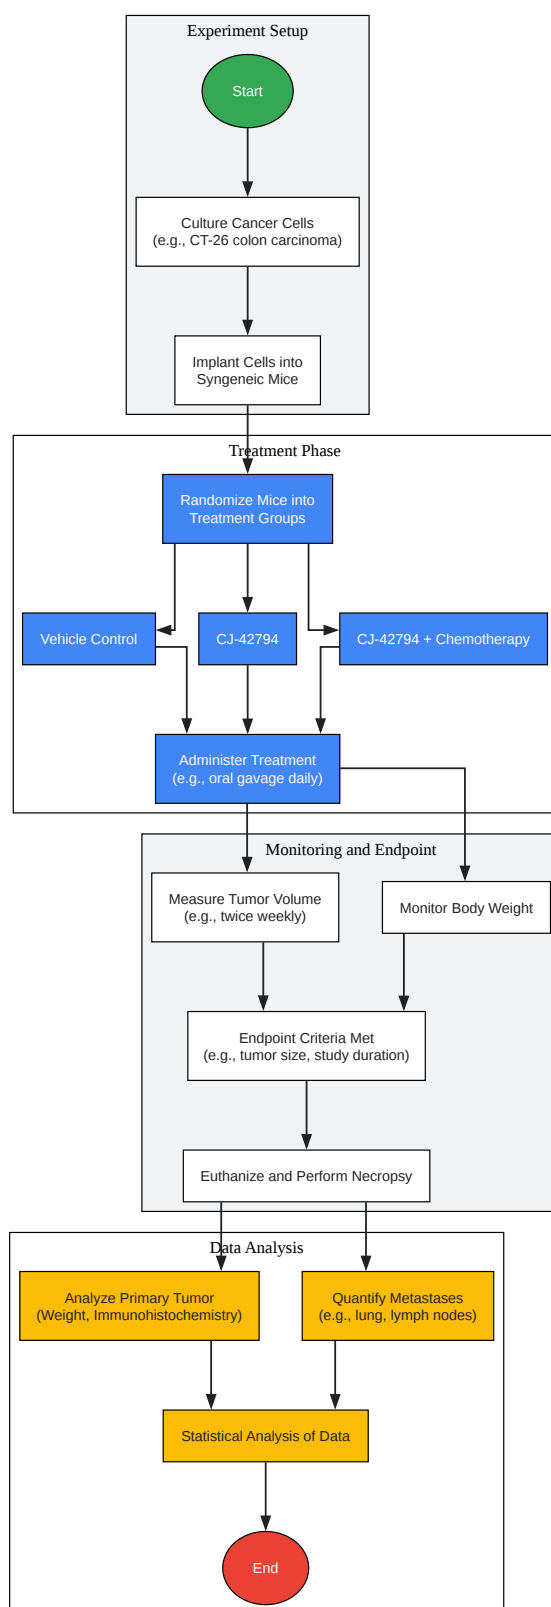 Experiment Setup
Start
Culture Cancer Cells
(e.g., CT-26 colon carcinoma)
Implant Cells into
Syngeneic Mice
Treatment Phase
Randomize Mice into
Treatment Groups
Vehicle Control
CJ-42794
CJ-42794 + Chemotherapy
Administer Treatment
(e.g., oral gavage daily)
Monitoring and Endpoint
Measure Tumor Volume
(e.g., twice weekly)
Monitor Body Weight
Endpoint Criteria Met
(e.g., tumor size, study duration)
Euthanize and Perform Necropsy
Data Analysis
Analyze Primary Tumor
(Weight, Immunohistochemistry)
Quantify Metastases
(e.g., lung, lymph nodes)
Statistical Analysis of Data
End